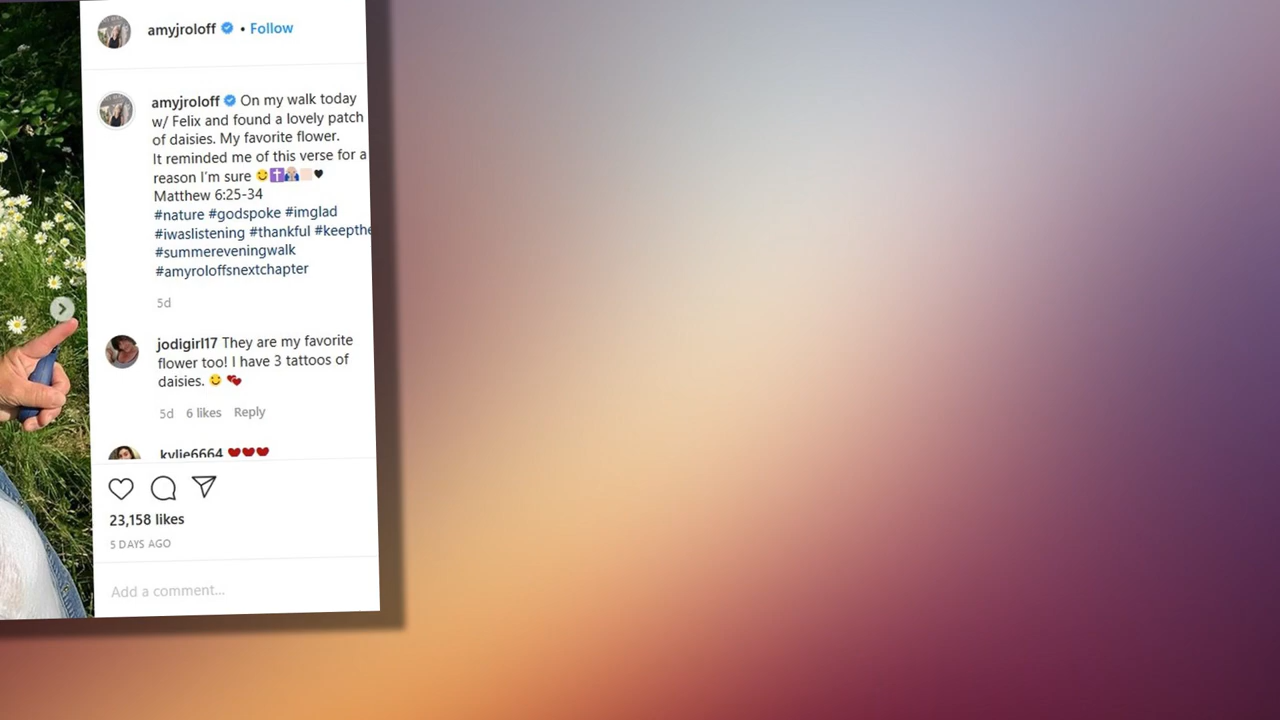 amyjroloff • Follow
amyjroloff On my walk today
w/ Felix and found a lovely patch
of daisies. My favorite flower.
It reminded me of this verse for a
reason I'm sure
Matthew 6:25-34
#nature #godspoke #imglad
#iwaslistening #thankful #keepthe
#summereveningwalk
#amyroloffsnextchapter
5d
jodigirl17 They are my favorite
flower too! I have 3 tattoos of
daisies.
5d 6 likes Reply
kylie6664
23,158 likes
5 DAYS AGO
Add a comment...